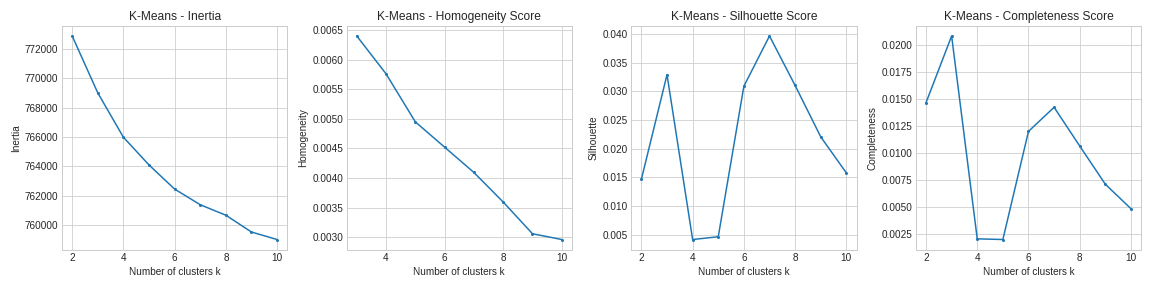 K-Means - Inertia
772000
770000
768000
766000
764000
762000
760000
Inertia
2 4 6 8 10
Number of clusters k
K-Means - Homogeneity Score
0.0065
0.0060
0.0055
0.0050
0.0045
0.0040
0.0035
0.0030
Homogeneity
4 6 8 10
Number of clusters k
K-Means - Silhouette Score
0.040
0.035
0.030
0.025
0.020
0.015
0.010
0.005
Silhouette
2 4 6 8 10
Number of clusters k
K-Means - Completeness Score
0.0200
0.0175
0.0150
0.0125
0.0100
0.0075
0.0050
0.0025
Completeness
2 4 6 8 10
Number of clusters k